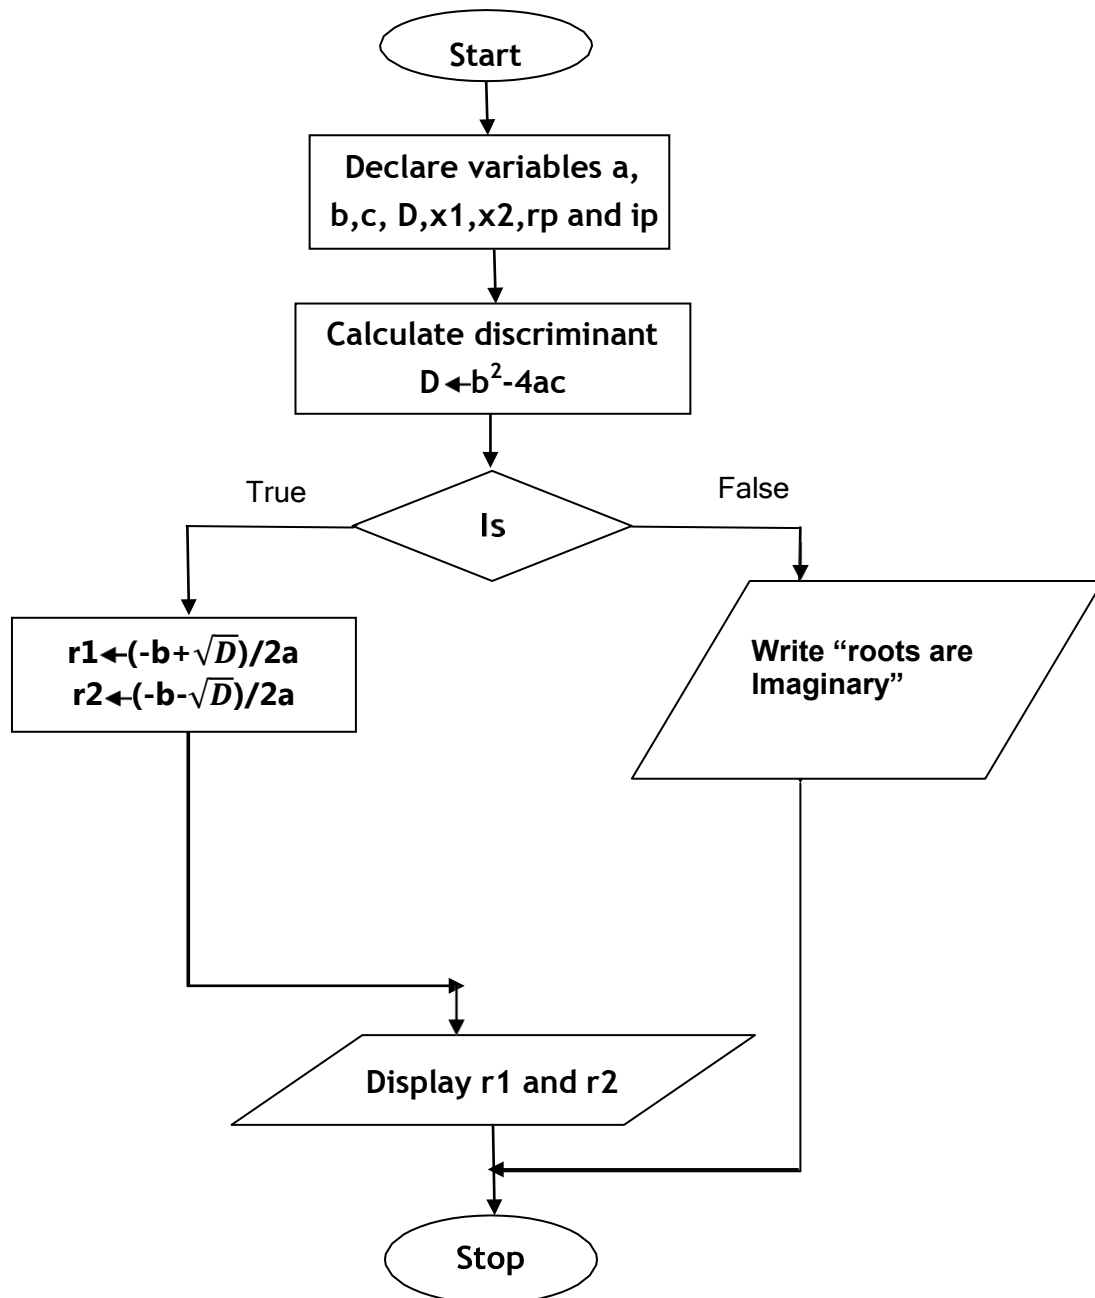 Start
Declare variables a,
b,c, D,x1,x2,rp and ip
Calculate discriminant
D←b²-4ac
True
False
Is
r1←(-b+√D)/2a
r2←(-b-√D)/2a
Write “roots are
Imaginary”
Display r1 and r2
Stop